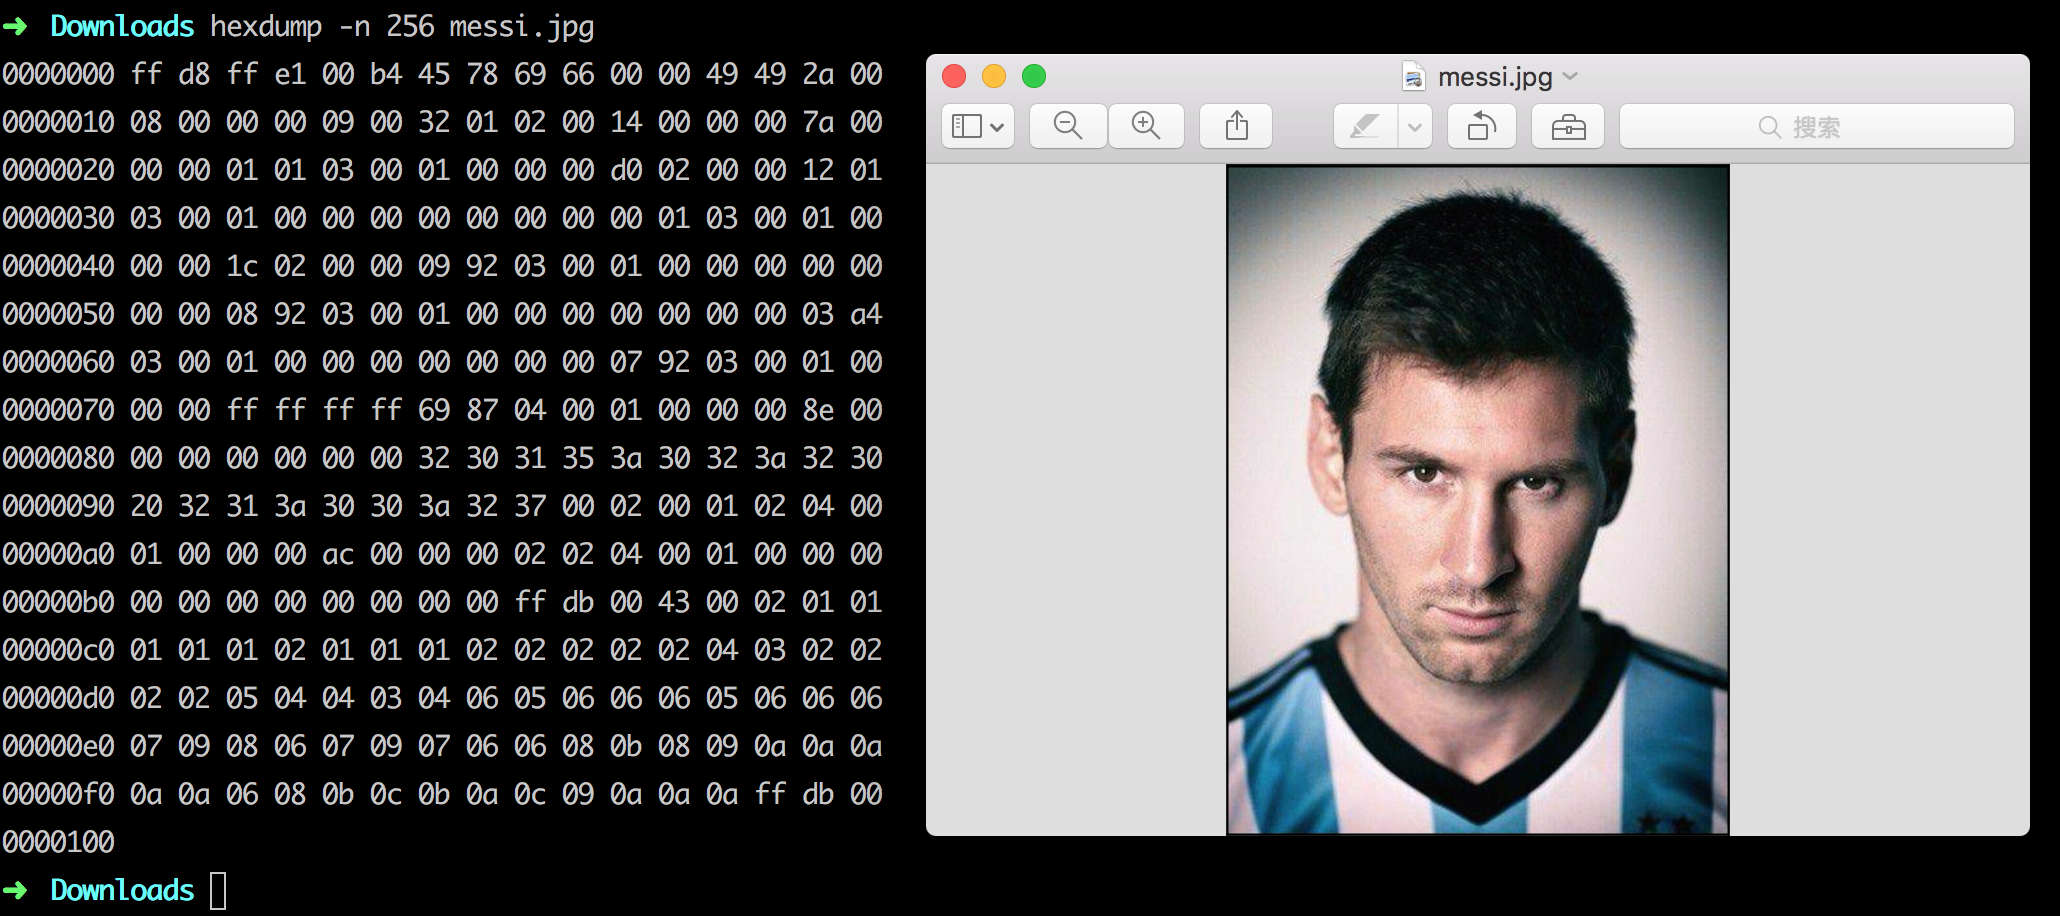 ➜ Downloads hexdump -n 256 messi.jpg
0000000 ff d8 ff e1 00 b4 45 78 69 66 00 00 49 49 2a 00
0000010 08 00 00 00 09 00 32 01 02 00 14 00 00 00 7a 00
0000020 00 00 01 01 03 00 01 00 00 00 d0 02 00 00 12 01
0000030 03 00 01 00 00 00 00 00 00 00 00 01 03 00 01 00
0000040 00 00 1c 02 00 00 09 92 03 00 01 00 00 00 00 00
0000050 00 00 08 92 03 00 01 00 00 00 00 00 00 00 03 a4
0000060 03 00 01 00 00 00 00 00 00 00 07 92 03 00 01 00
0000070 00 00 ff ff ff ff 69 87 04 00 01 00 00 00 8e 00
0000080 00 00 00 00 00 00 32 30 31 35 3a 30 32 3a 32 30
0000090 20 32 31 3a 30 30 3a 32 37 00 02 00 01 02 04 00
00000a0 01 00 00 00 ac 00 00 00 02 02 04 00 01 00 00 00
00000b0 00 00 00 00 00 00 00 00 ff db 00 43 00 02 01 01
00000c0 01 01 01 02 01 01 01 02 02 02 02 02 04 03 02 02
00000d0 02 02 05 04 04 03 04 06 05 06 06 06 05 06 06 06
00000e0 07 09 08 06 07 09 07 06 06 08 0b 08 09 0a 0a 0a
00000f0 0a 0a 06 08 0b 0c 0b 0a 0c 09 0a 0a 0a ff db 00
0000100
➜ Downloads
messi.jpg
搜索